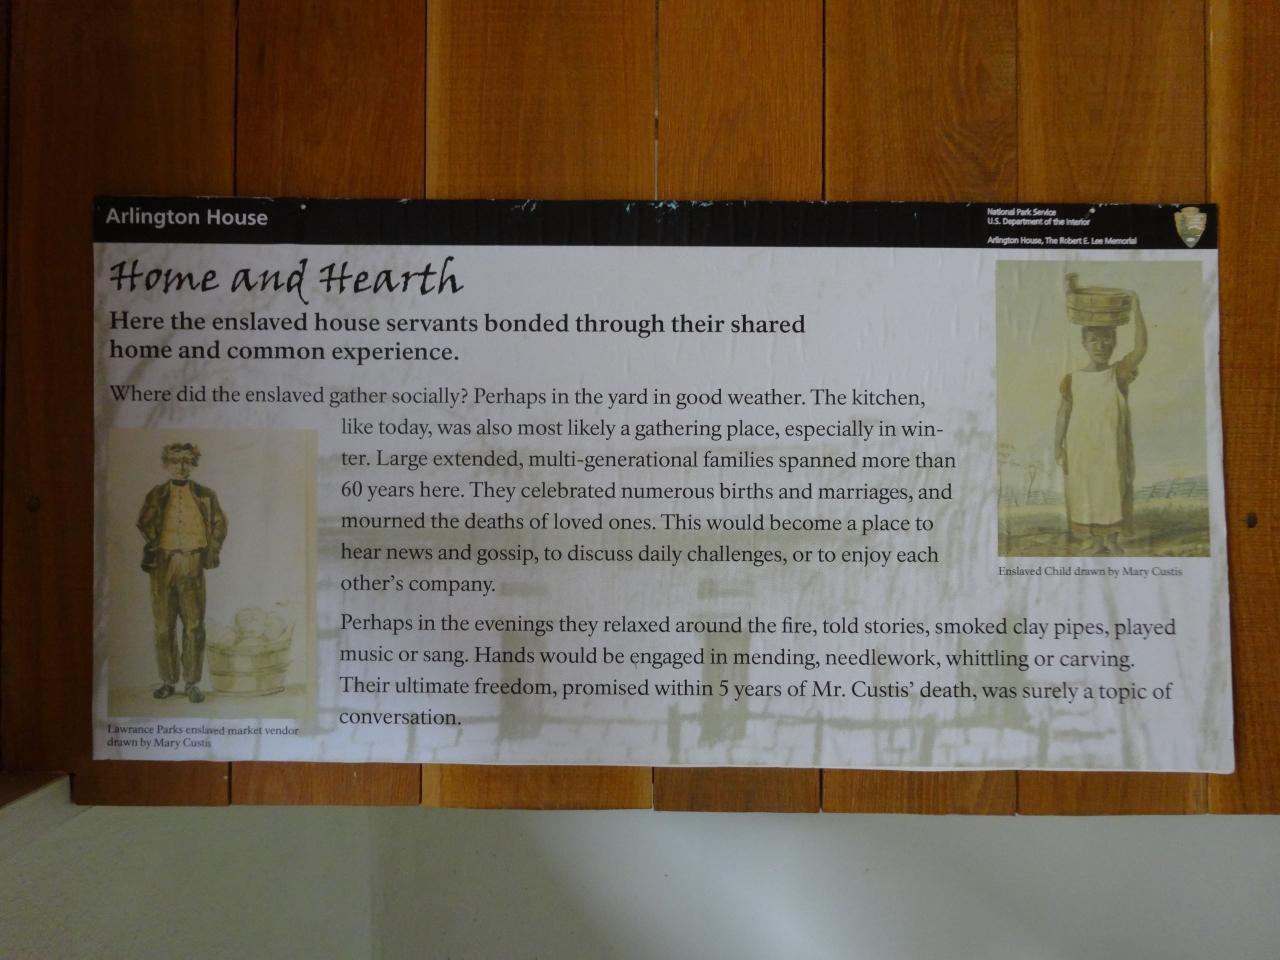 Arlington House
National Park Service
U.S. Department of the Interior
Arlington House, The Robert E. Lee Memorial
Home and Hearth
Here the enslaved house servants bonded through their shared
home and common experience.
Where did the enslaved gather socially? Perhaps in the yard in good weather. The kitchen,
like today, was also most likely a gathering place, especially in win-
ter. Large extended, multi-generational families spanned more than
60 years here. They celebrated numerous births and marriages, and
mourned the deaths of loved ones. This would become a place to
hear news and gossip, to discuss daily challenges, or to enjoy each
other's company.
Perhaps in the evenings they relaxed around the fire, told stories, smoked clay pipes, played
music or sang. Hands would be engaged in mending, needlework, whittling or carving.
Their ultimate freedom, promised within 5 years of Mr. Custis' death, was surely a topic of
conversation.
Lawrance Parks enslaved market vendor
drawn by Mary Custis
Enslaved Child drawn by Mary Custis